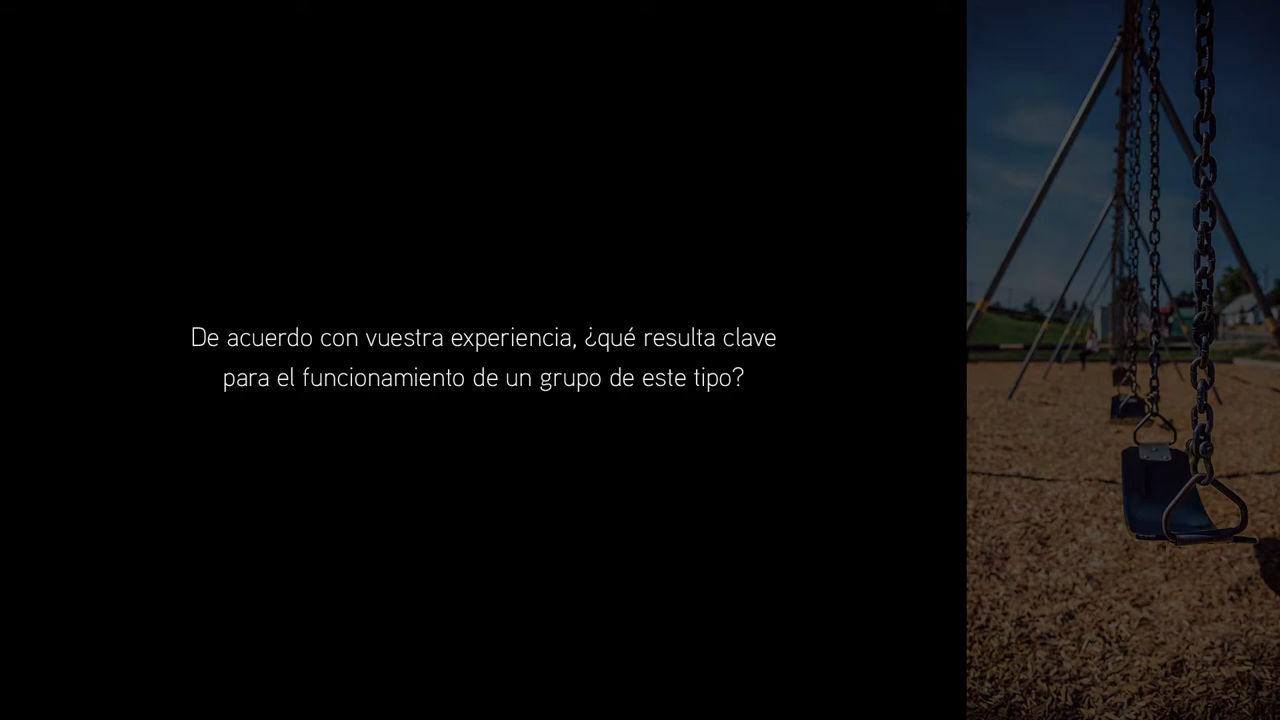 De acuerdo con vuestra experiencia, ¿qué resulta clave
para el funcionamiento de un grupo de este tipo?